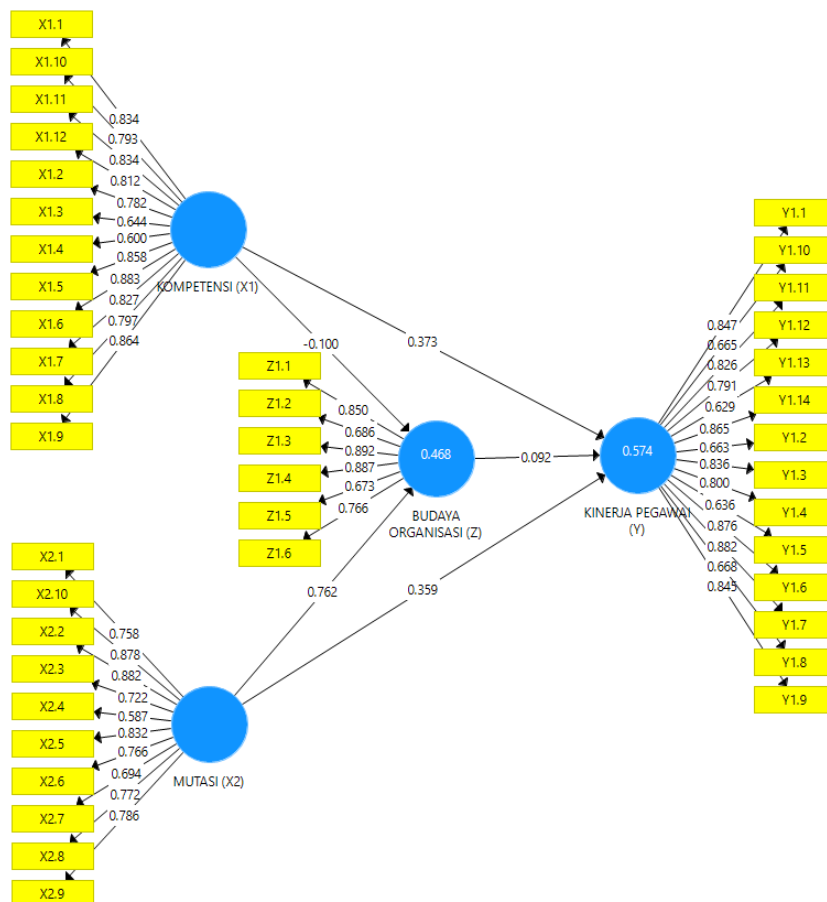 X1.1
X1.10
X1.11
X1.12
X1.2
X1.3
X1.4
X1.5
X1.6
X1.7
X1.8
X1.9
0.834
0.793
0.834
0.812
0.782
0.644
0.600
0.858
0.883
0.827
0.797
0.864
KOMPETENSI (X1)
-0.100
0.373
Z1.1
Z1.2
Z1.3
Z1.4
Z1.5
Z1.6
0.850
0.686
0.892
0.887
0.673
0.766
0.468
BUDAYA
ORGANISASI (Z)
0.092
0.574
KINERJA PEGAWAI
(Y)
0.762
0.359
X2.1
X2.10
X2.2
X2.3
X2.4
X2.5
X2.6
X2.7
X2.8
X2.9
0.758
0.878
0.882
0.722
0.587
0.832
0.766
0.694
0.772
0.786
MUTASI (X2)
0.847
0.665
0.826
0.791
0.629
0.865
0.663
0.836
0.800
0.636
0.876
0.882
0.668
0.845
Y1.1
Y1.10
Y1.11
Y1.12
Y1.13
Y1.14
Y1.2
Y1.3
Y1.4
Y1.5
Y1.6
Y1.7
Y1.8
Y1.9